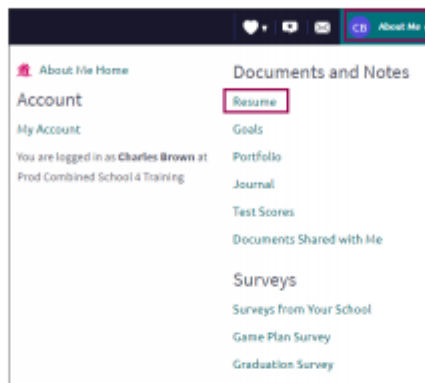 CB About Me
About Me Home
Account
My Account
You are logged in as Charles Brown at
Prod Combined School 4 Training
Documents and Notes
Resume
Goals
Portfolio
Journal
Test Scores
Documents Shared with Me
Surveys
Surveys from Your School
Game Plan Survey
Graduation Survey